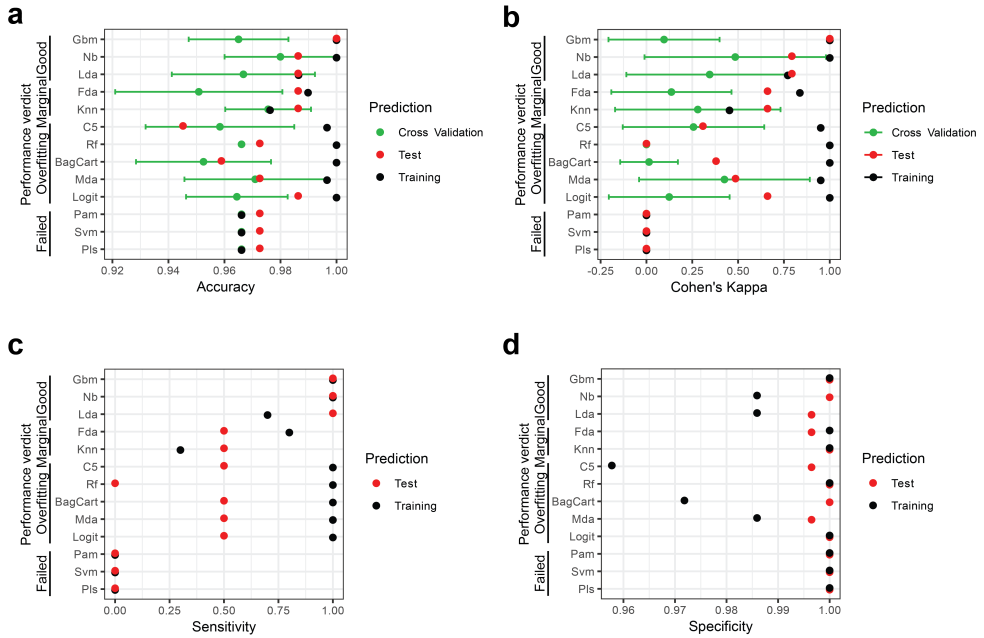 a
Performance verdict
Good
Marginal
Overfitting
Failed
Gbm
Nb
Lda
Fda
Knn
C5
Rf
BagCart
Mda
Logit
Pam
Svm
Pls
0.92
0.94
0.96
0.98
1.00
Accuracy
Prediction
Cross Validation
Test
Training
b
Performance verdict
Good
Marginal
Overfitting
Failed
Gbm
Nb
Lda
Fda
Knn
C5
Rf
BagCart
Mda
Logit
Pam
Svm
Pls
-0.25
0.00
0.25
0.50
0.75
1.00
Cohen's Kappa
Prediction
Cross Validation
Test
Training
c
Performance verdict
Good
Marginal
Overfitting
Failed
Gbm
Nb
Lda
Fda
Knn
C5
Rf
BagCart
Mda
Logit
Pam
Svm
Pls
0.00
0.25
0.50
0.75
1.00
Sensitivity
Prediction
Test
Training
d
Performance verdict
Good
Marginal
Overfitting
Failed
Gbm
Nb
Lda
Fda
Knn
C5
Rf
BagCart
Mda
Logit
Pam
Svm
Pls
0.96
0.97
0.98
0.99
1.00
Specificity
Prediction
Test
Training